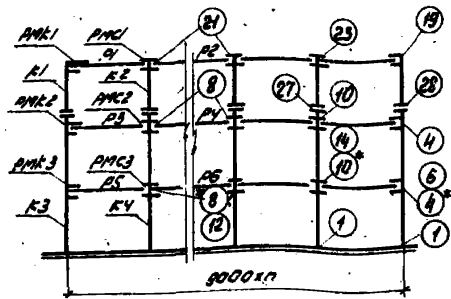 РМК1 РМС1 21 23 19
Р1 Р2
К1 К2 8 27 10 28
РМК2 РМС2
Р3 Р4 14 4
РМК3 РМС3 10* 6
Р5 Р6 8 4*
К3 К4 12 1 1
9000хп